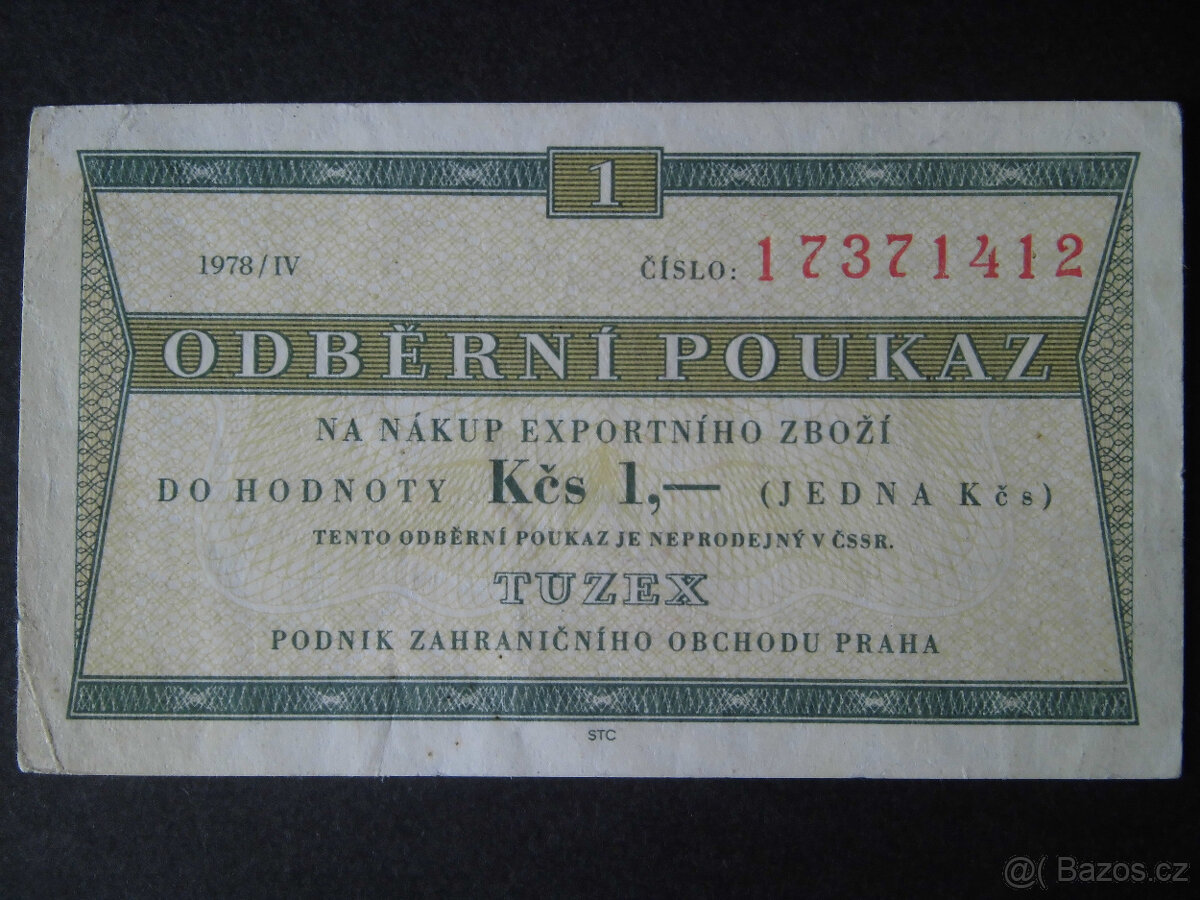 1
1978/IV
ČÍSLO: 17371412
ODBĚRNÍ POUKAZ
NA NÁKUP EXPORTNÍHO ZBOŽÍ
DO HODNOTY Kčs 1,— (JEDNA Kčs)
TENTO ODBĚRNÍ POUKAZ JE NEPRODEJNÝ V ČSSR.
TUZEX
PODNIK ZAHRANIČNÍHO OBCHODU PRAHA
STC
@( Bazos.cz